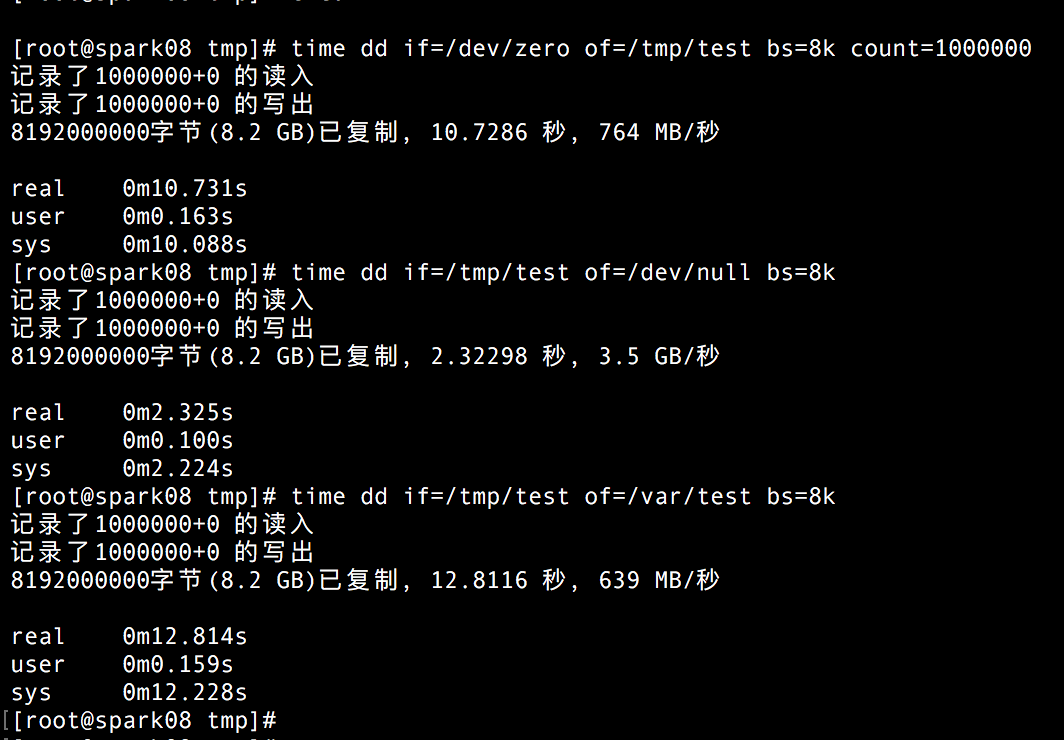 [root@spark08 tmp]# time dd if=/dev/zero of=/tmp/test bs=8k count=1000000
记录了1000000+0 的读入
记录了1000000+0 的写出
8192000000字节(8.2 GB)已复制，10.7286 秒，764 MB/秒
real    0m10.731s
user    0m0.163s
sys     0m10.088s
[root@spark08 tmp]# time dd if=/tmp/test of=/dev/null bs=8k
记录了1000000+0 的读入
记录了1000000+0 的写出
8192000000字节(8.2 GB)已复制，2.32298 秒，3.5 GB/秒
real    0m2.325s
user    0m0.100s
sys     0m2.224s
[root@spark08 tmp]# time dd if=/tmp/test of=/var/test bs=8k
记录了1000000+0 的读入
记录了1000000+0 的写出
8192000000字节(8.2 GB)已复制，12.8116 秒，639 MB/秒
real    0m12.814s
user    0m0.159s
sys     0m12.228s
[[root@spark08 tmp]#